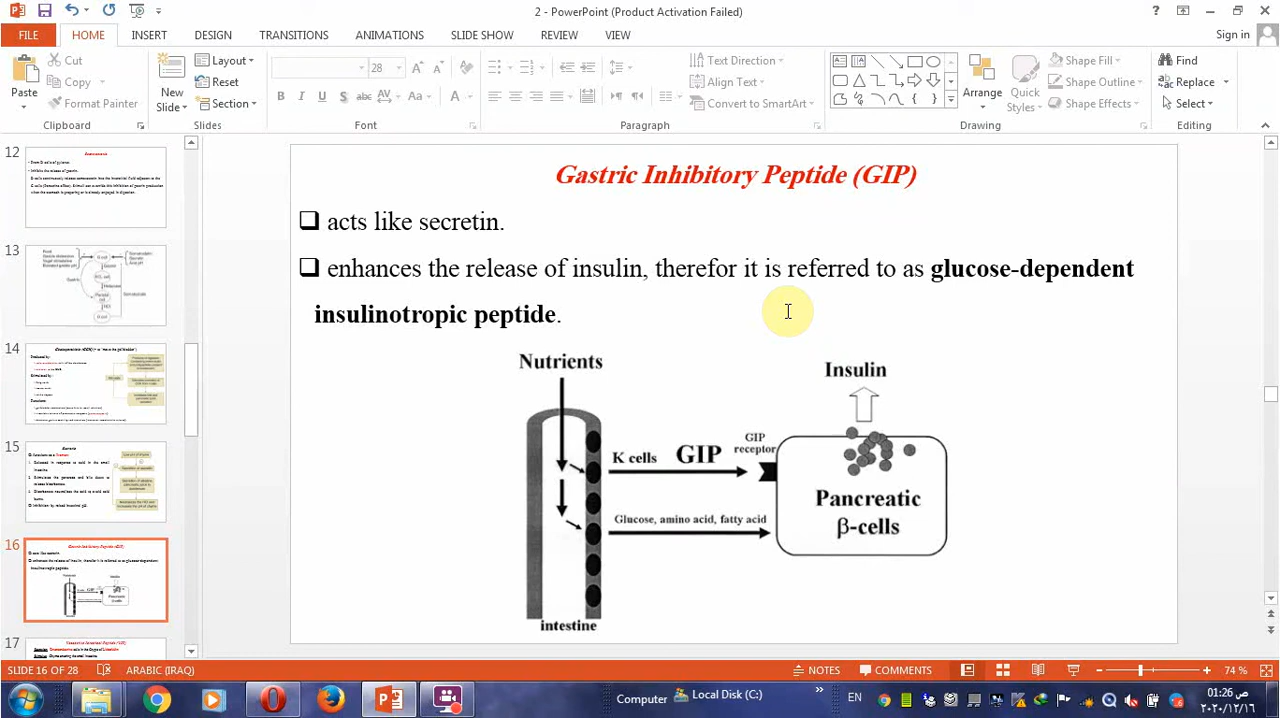 2 - PowerPoint (Product Activation Failed)
Sign in
FILE HOME INSERT DESIGN TRANSITIONS ANIMATIONS SLIDE SHOW REVIEW VIEW
Paste
Cut
Copy
Format Painter
Clipboard
New Slide
Layout
Reset
Section
Slides
28
Font
Text Direction
Align Text
Convert to SmartArt
Paragraph
Arrange
Quick Styles
Shape Fill
Shape Outline
Shape Effects
Drawing
Find
Replace
Select
Editing
12
13
14
15
16
17
Gastric Inhibitory Peptide (GIP)
acts like secretin.
enhances the release of insulin, therefor it is referred to as glucose-dependent
insulinotropic peptide.
Nutrients
Insulin
K cells
GIP
GIP receptor
Glucose, amino acid, fatty acid
Pancreatic
β-cells
intestine
SLIDE 16 OF 28
ARABIC (IRAQ)
NOTES
COMMENTS
74 %
Computer
Local Disk (C:)
EN
01:26 ص
٢٠٢٠/١٢/١٦